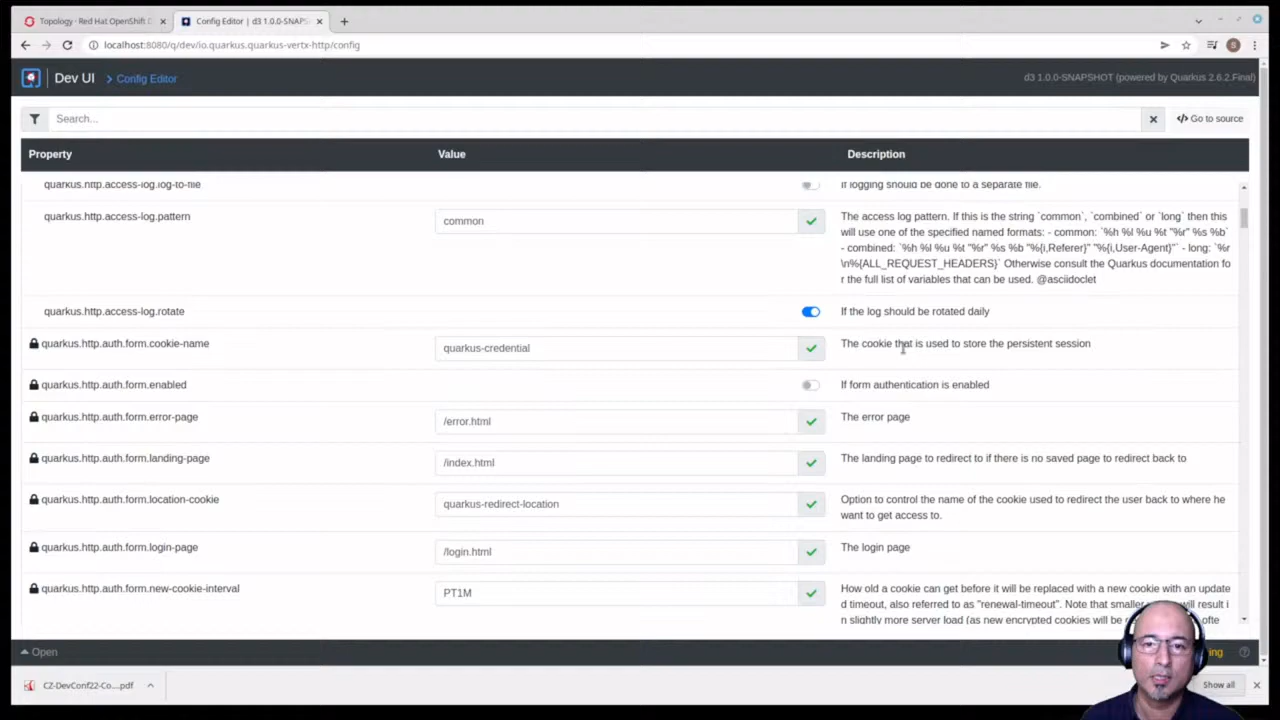 Topology · Red Hat OpenShift D
Config Editor | d3 1.0.0-SNAPS
localhost:8080/q/dev/io.quarkus.quarkus-vertx-http/config
S
Dev UI
Config Editor
d3 1.0.0-SNAPSHOT (powered by Quarkus 2.6.2.Final)
Search...
</> Go to source
Property Value Description
quarkus.http.access-log.log-to-file If logging should be done to a separate file.
quarkus.http.access-log.pattern common The access log pattern. If this is the string `common`, `combined` or `long` then this
will use one of the specified named formats: - common: `%h %l %u %t "%r" %s %b`
- combined: `%h %l %u %t "%r" %s %b "%{i,Referer}" "%{i,User-Agent}"` - long: `%r
\n%{ALL_REQUEST_HEADERS}` Otherwise consult the Quarkus documentation fo
r the full list of variables that can be used. @asciidoclet
quarkus.http.access-log.rotate If the log should be rotated daily
quarkus.http.auth.form.cookie-name quarkus-credential The cookie that is used to store the persistent session
quarkus.http.auth.form.enabled If form authentication is enabled
quarkus.http.auth.form.error-page /error.html The error page
quarkus.http.auth.form.landing-page /index.html The landing page to redirect to if there is no saved page to redirect back to
quarkus.http.auth.form.location-cookie quarkus-redirect-location Option to control the name of the cookie used to redirect the user back to where he
want to get access to.
quarkus.http.auth.form.login-page /login.html The login page
quarkus.http.auth.form.new-cookie-interval PT1M How old a cookie can get before it will be replaced with a new cookie with an update
d timeout, also referred to as "renewal-timeout". Note that smaller will result i
n slightly more server load (as new encrypted cookies will be ofte
Open
CZ-DevConf22-Co....pdf
Show all